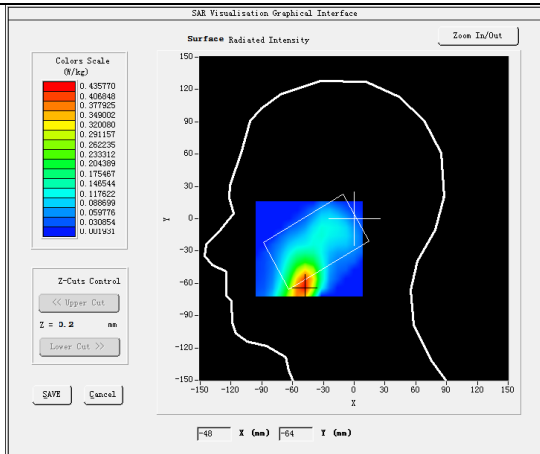 SAR Visualisation Graphical Interface
Surface Radiated Intensity
Zoom In/Out
Colors Scale
(W/kg)
0.435770
0.406848
0.377925
0.349002
0.320080
0.291157
0.262235
0.233312
0.204389
0.175467
0.146544
0.117622
0.088699
0.059776
0.030854
0.001931
150
120
90
60
30
0
-30
-60
-90
-120
-150
Y
-150 -120 -90 -60 -30 0 30 60 90 120 150
X
Z-Cuts Control
<< Upper Cut
Z = 0.2 mm
Lower Cut >>
SAVE Cancel
-48 X (mm) -64 Y (mm)